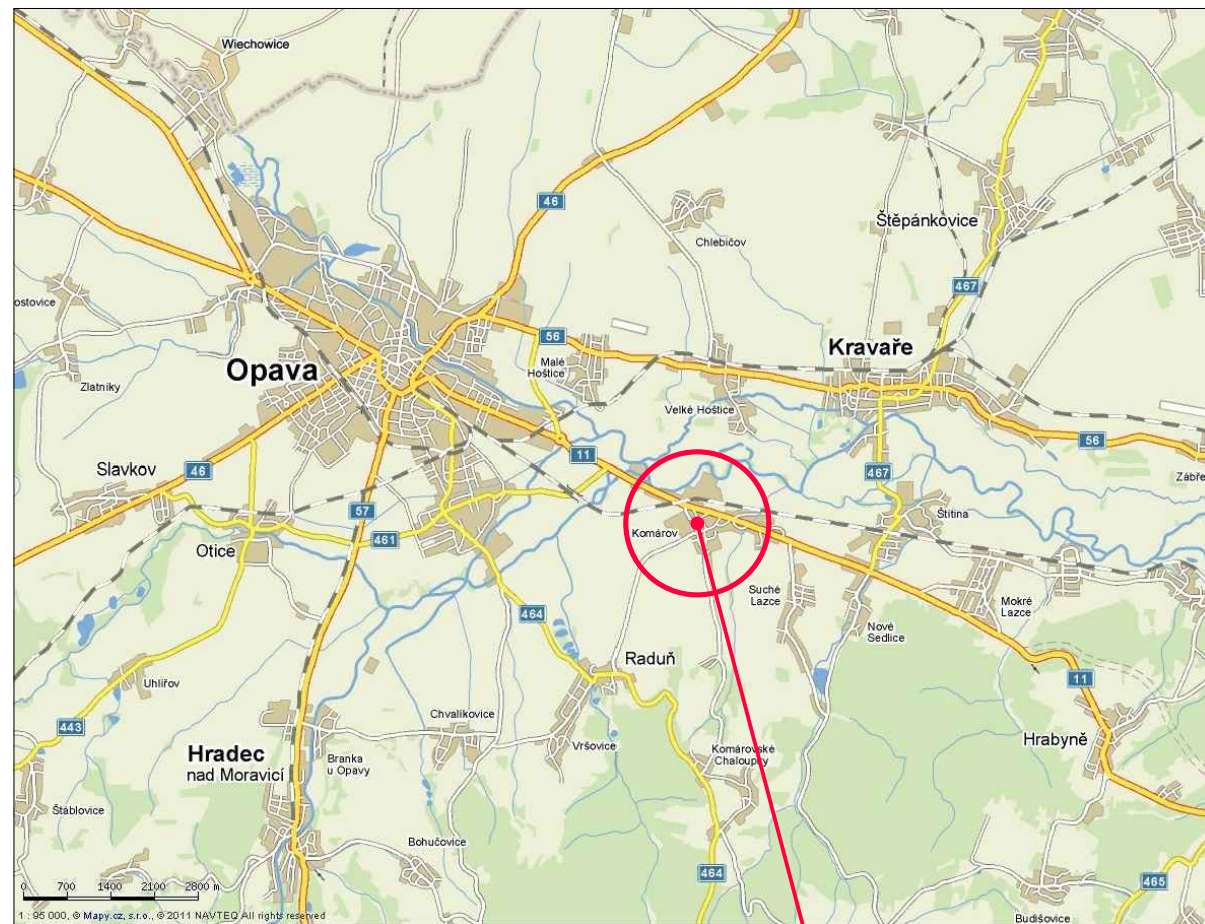 Wiechowice
46
Štěpánkovice
Chlebičov
467
ostovice
56
Kravaře
Malé
Hoštice
Opava
Zlatníky
Velké Hoštice
56
11
Slavkov
46
467
Zábře
57
Štítina
Komárov
461
Otice
Suché
Lazce
Mokré
Lazce
464
Nové
Sedlice
Raduň
11
Uhlířov
443
Chvalíkovice
Hrabyně
Vršovice
Komárovské
Chaloupky
Hradec
nad Moravicí
Branka
u Opavy
Štáblovice
Bohučovice
464
465
0 700 1400 2100 2800 m
Budišovice
1 : 95 000, © Mapy.cz, s.r.o., © 2011 NAVTEQ All rights reserved